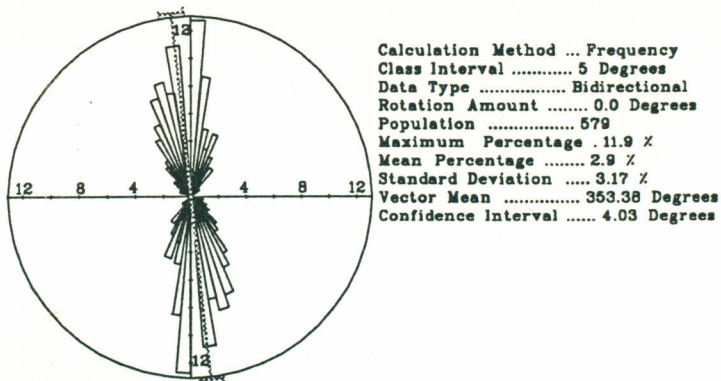 12
12 8 4 4 8 12
12
Calculation Method ... Frequency
Class Interval ............. 5 Degrees
Data Type ................. Bidirectional
Rotation Amount ........ 0.0 Degrees
Population ................. 579
Maximum Percentage . 11.9 %
Mean Percentage ........ 2.9 %
Standard Deviation ..... 3.17 %
Vector Mean ............... 353.38 Degrees
Confidence Interval ...... 4.03 Degrees